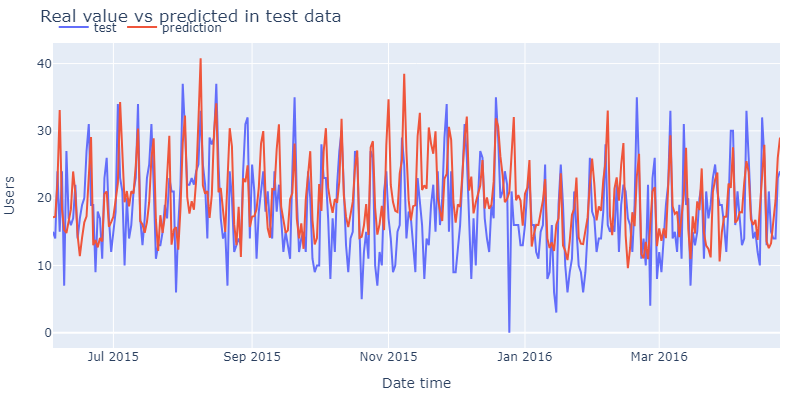 Real value vs predicted in test data
test prediction
40
30
20
10
0
Users
Jul 2015 Sep 2015 Nov 2015 Jan 2016 Mar 2016
Date time